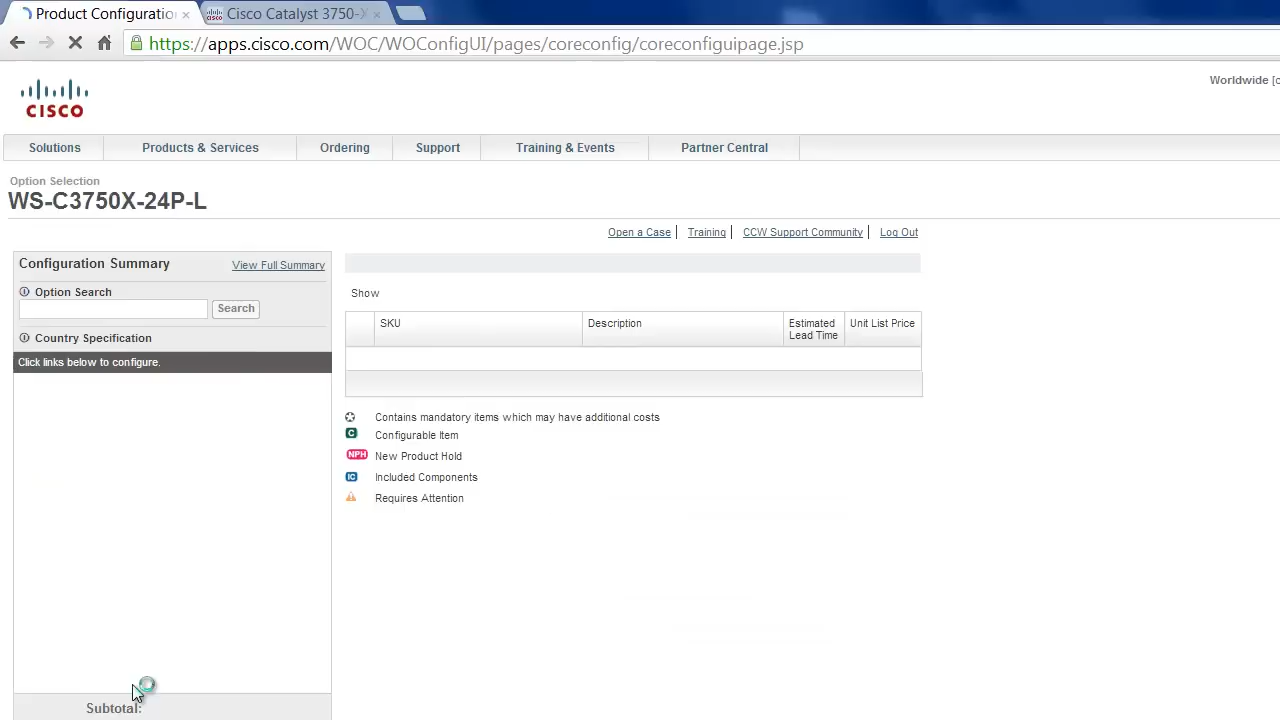 Product Configuration
Cisco Catalyst 3750-X
https://apps.cisco.com/WOC/WOConfigUI/pages/coreconfig/coreconfiguipage.jsp
CISCO
Worldwide [c
Solutions
Products & Services
Ordering
Support
Training & Events
Partner Central
Option Selection
WS-C3750X-24P-L
Open a Case
Training
CCW Support Community
Log Out
Configuration Summary
View Full Summary
Option Search
Search
Country Specification
Click links below to configure.
Subtotal:
Show
SKU
Description
Estimated
Lead Time
Unit List Price
Contains mandatory items which may have additional costs
C
Configurable Item
NPH
New Product Hold
IC
Included Components
Requires Attention